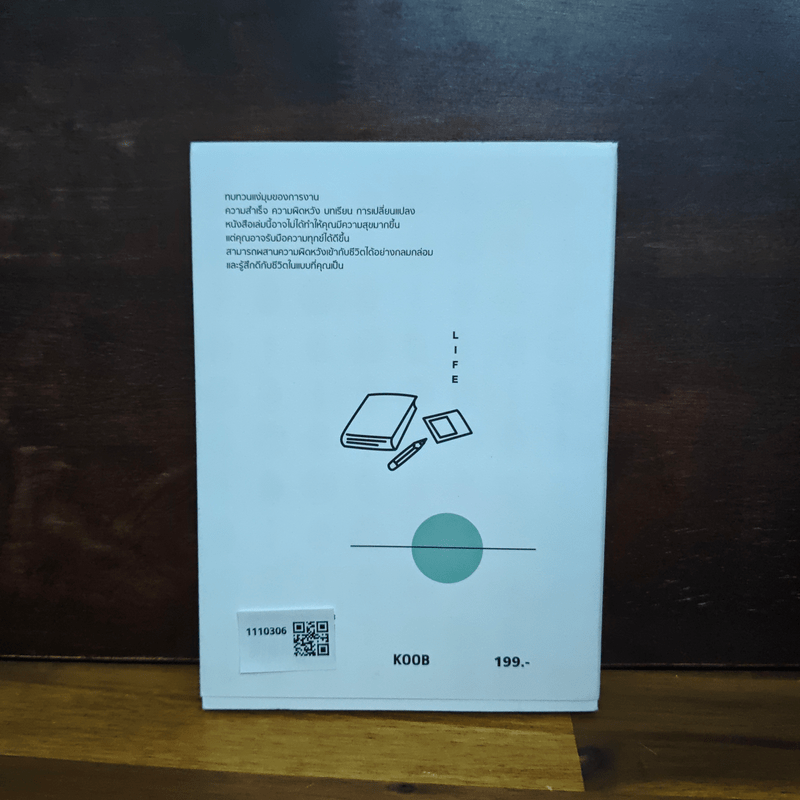 ทบทวนแง่มุมของการงาน
ความสำเร็จ ความผิดหวัง บทเรียน การเปลี่ยนแปลง
หนังสือเล่มนี้อาจไม่ได้ทำให้คุณมีความสุขมากขึ้น
แต่คุณอาจรับมือความทุกข์ได้ดีขึ้น
สามารถผสานความผิดหวังเข้ากับชีวิตได้อย่างกลมกล่อม
และรู้สึกดีกับชีวิตในแบบที่คุณเป็น
L
I
F
E
1110306
KOOB
199.-